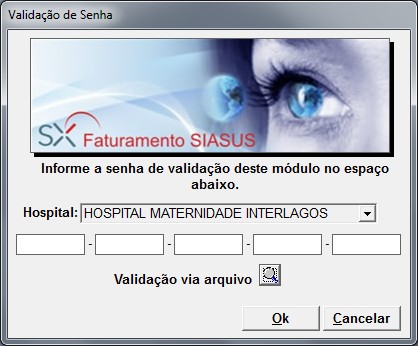 Validação de Senha
SX Faturamento SIASUS
Informe a senha de validação deste módulo no espaço
abaixo.
Hospital: HOSPITAL MATERNIDADE INTERLAGOS
- - - -
Validação via arquivo
Ok Cancelar